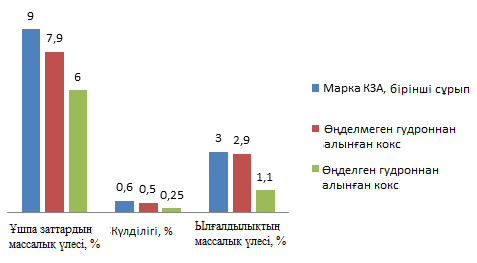 9
7,9
6
0,6
0,5
0,25
3
2,9
1,1
Ұшпа заттардың
массалық үлесі, %
Күлділігі, %
Ылғалдылықтың
массалық үлесі, %
Марка КЗА, бірінші сұрып
Өңделмеген гудроннан
алынған кокс
Өңделген гудроннан
алынған кокс